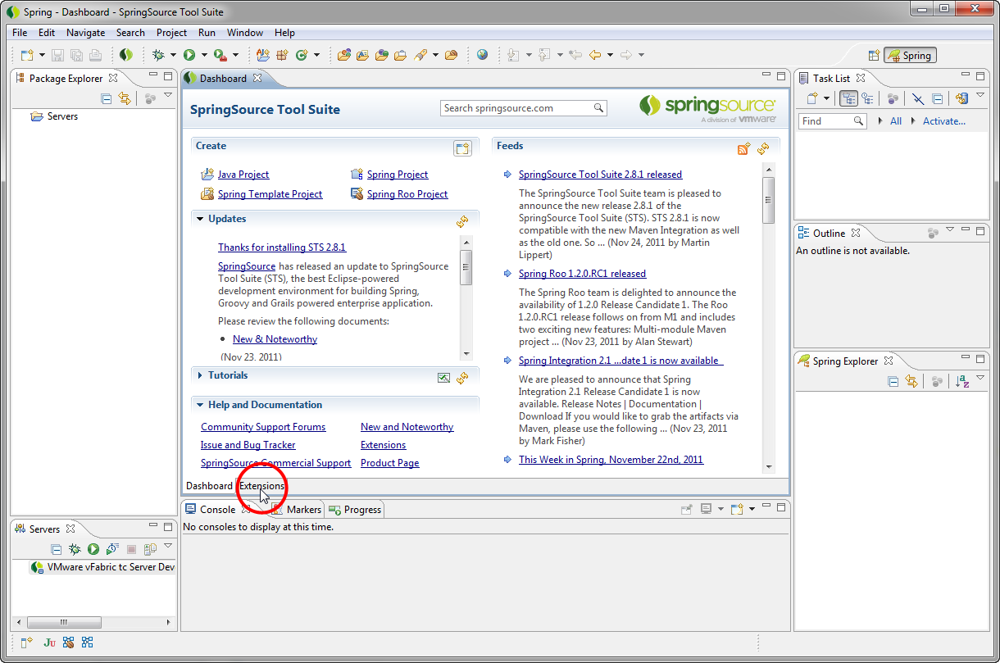 Spring - Dashboard - SpringSource Tool Suite
File Edit Navigate Search Project Run Window Help
Spring
Package Explorer
Servers
Dashboard
SpringSource Tool Suite
Search springsource.com
springsource
A division of vmware
Create
Java Project
Spring Project
Spring Template Project
Spring Roo Project
Updates
Thanks for installing STS 2.8.1
SpringSource has released an update to SpringSource
Tool Suite (STS), the best Eclipse-powered
development environment for building Spring,
Groovy and Grails powered enterprise application.
Please review the following documents:
New & Noteworthy
(Nov 23, 2011)
Tutorials
Help and Documentation
Community Support Forums
New and Noteworthy
Issue and Bug Tracker
Extensions
SpringSource Commercial Support
Product Page
Feeds
SpringSource Tool Suite 2.8.1 released
The SpringSource Tool Suite team is pleased to
announce the new release 2.8.1 of the
SpringSource Tool Suite (STS). STS 2.8.1 is now
compatible with the new Maven Integration as well
as the old one. So ... (Nov 24, 2011 by Martin
Lippert)
Spring Roo 1.2.0.RC1 released
The Spring Roo team is delighted to announce the
availability of 1.2.0 Release Candidate 1. The Roo
1.2.0.RC1 release follows on from M1 and includes
two exciting new features: Multi-module Maven
project ... (Nov 23, 2011 by Alan Stewart)
Spring Integration 2.1 ...date 1 is now available
We are pleased to announce that Spring
Integration 2.1 Release Candidate 1 is now
available. Release Notes | Documentation |
Download If you would like to grab the artifacts via
Maven, please use the following ... (Nov 23, 2011
by Mark Fisher)
This Week in Spring, November 22nd, 2011
Dashboard Extensions
Console Markers Progress
No consoles to display at this time.
Task List
Find All Activate...
Outline
An outline is not available.
Spring Explorer
Servers
VMware vFabric tc Server Dev
Ju